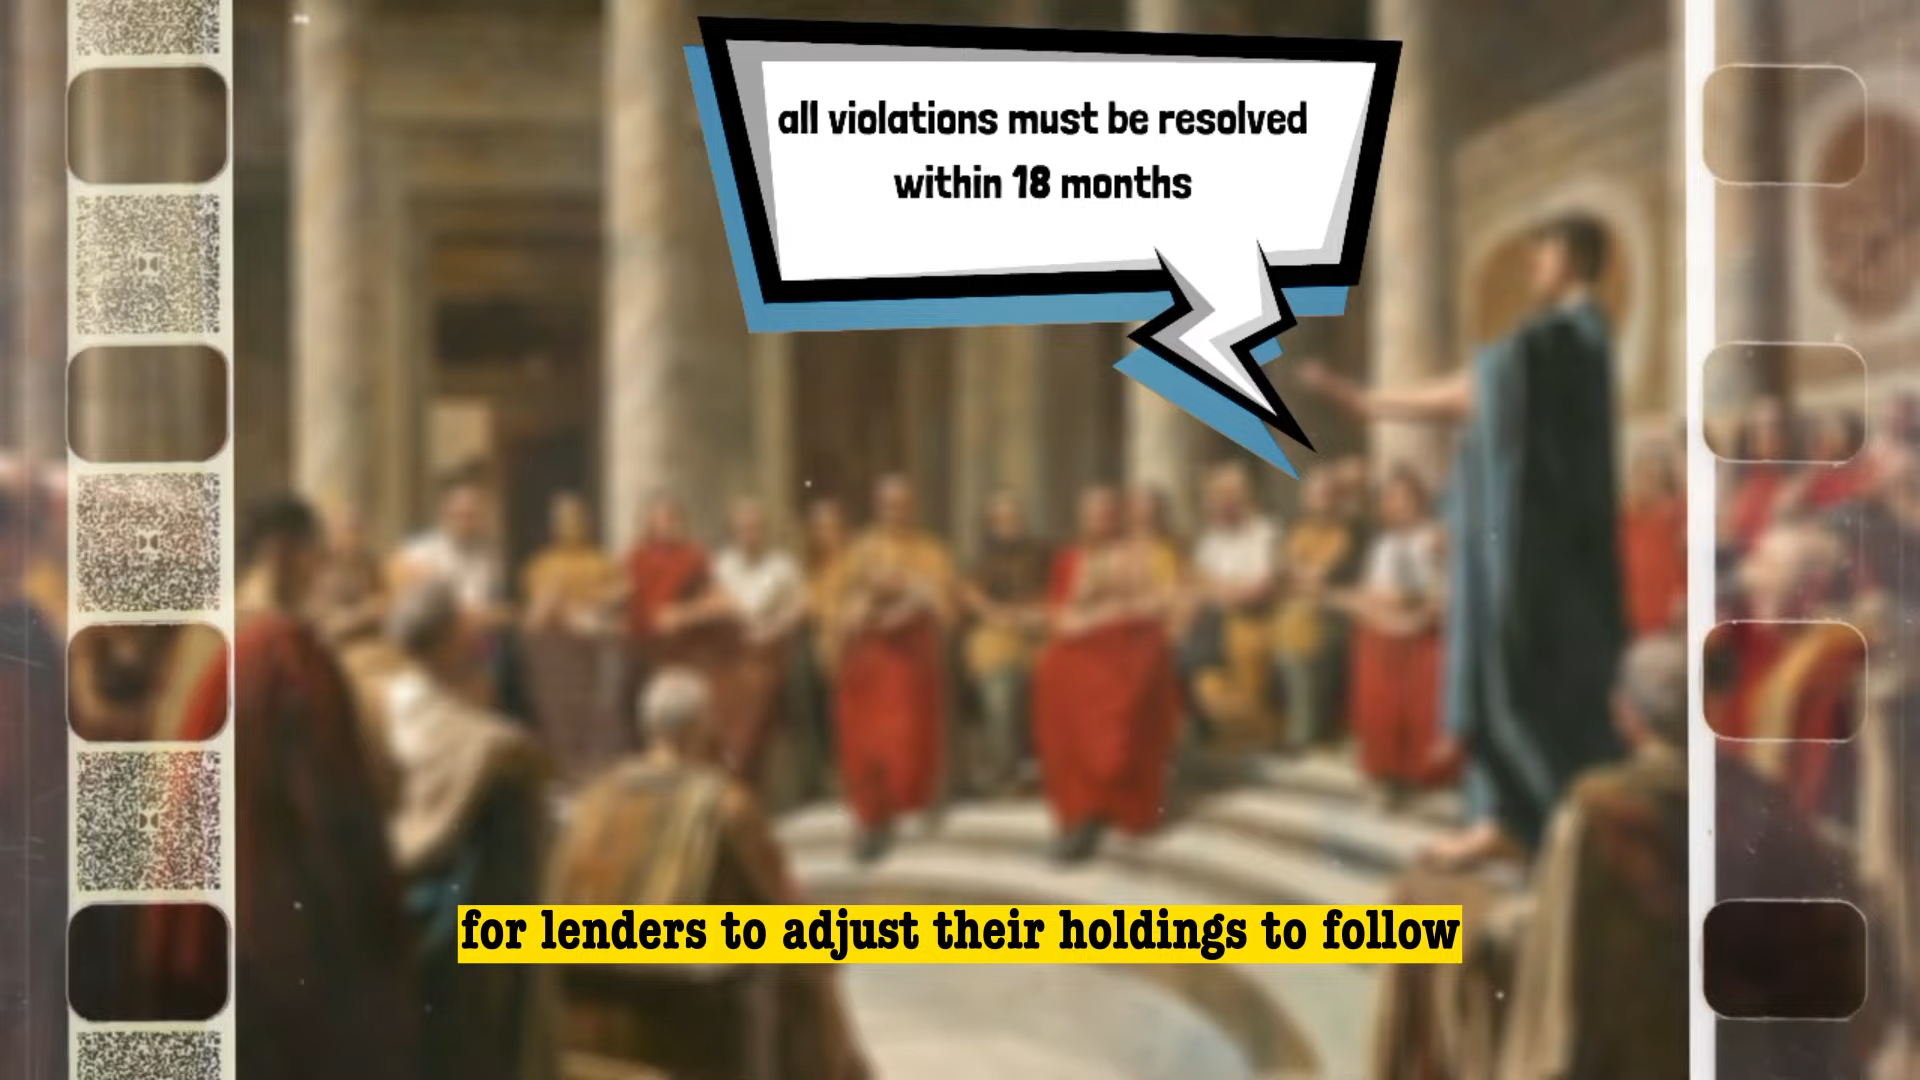 all violations must be resolved
within 18 months
for lenders to adjust their holdings to follow